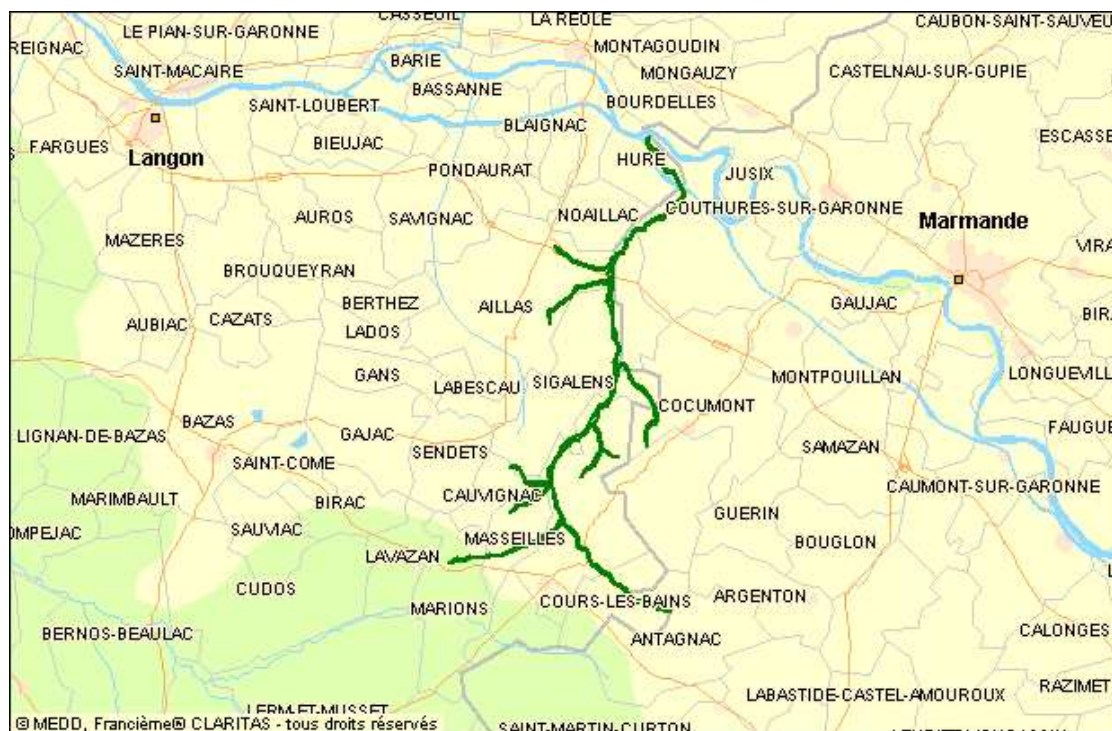 CASSEUIL
LA REOLE
CAUBON-SAINT-SAUVEU
LE PIAN-SUR-GARONNE
REIGNAC
MONTAGOUDIN
BARIE
SAINT-MACAIRE
MONGAUZY
CASTELNAU-SUR-GUPIE
BASSANNE
SAINT-LOUBERT
BOURDELLES
BLAIGNAC
ESCASSE
FARGUES
BIEUJAC
Langon
HURE
PONDAURAT
JUSIX
AUROS
SAVIGNAC
NOAILLAC
COUTHURES-SUR-GARONNE
Marmande
MAZERES
VIRA
BROUQUEYRAN
BERTHEZ
AILLAS
GAUJAC
AUBIAC
CAZATS
BIRA
LADOS
GANS
LABESCAU
SIGALENS
MONTPOUILLAN
LONGUEVILL
COCUMONT
BAZAS
LIGNAN-DE-BAZAS
GAJAC
FAUGUE
SENDETS
SAMAZAN
SAINT-COME
MARIMBAULT
BIRAC
CAUVIGNAC
CAUMONT-SUR-GARONNE
GUERIN
OMPEJAC
SAUVIAC
MASSEILLES
BOUGLON
LAVAZAN
CUDOS
MARIONS
COURS-LES-BAINS
ARGENTON
BERNOS-BEAULAC
ANTAGNAC
CALONGES
LABASTIDE-CASTEL-AMOUROUX
RAZIMET
LERM-ET-MUSSET
© MEDD, Francième® CLARITAS - tous droits réservés
SAINT-MARTIN-CURTON